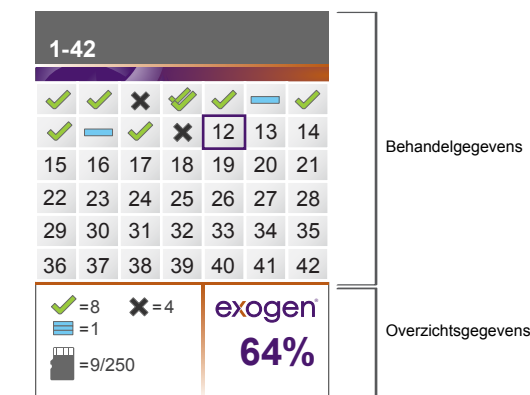 1-42
12 13 14
15 16 17 18 19 20 21
22 23 24 25 26 27 28
29 30 31 32 33 34 35
36 37 38 39 40 41 42
Behandelgegevens
=8 =4
=1
=9/250
exogen
64%
Overzichtsgegevens